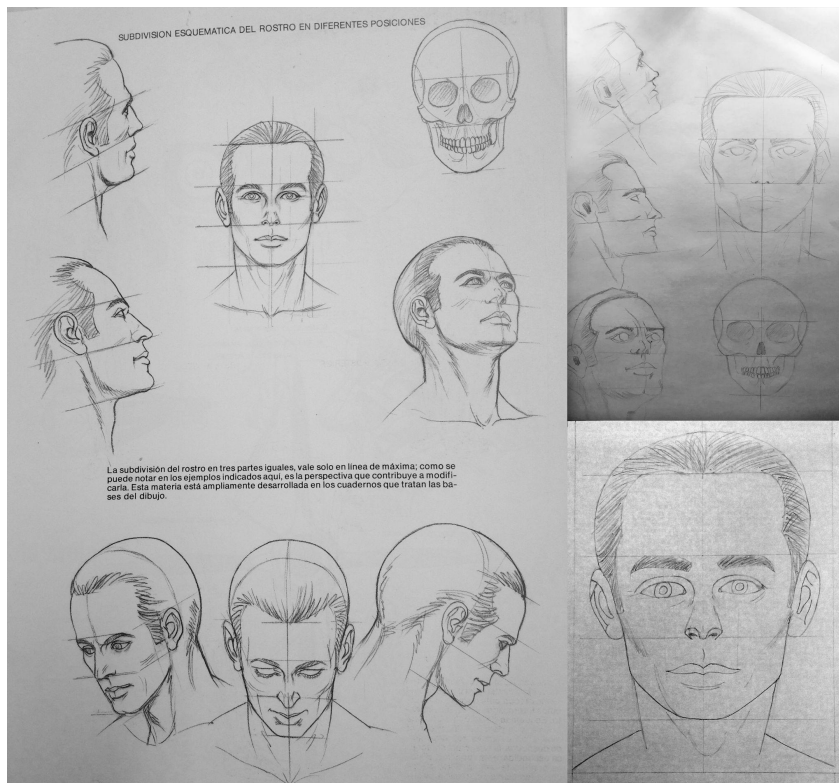 SUBDIVISION ESQUEMATICA DEL ROSTRO EN DIFERENTES POSICIONES
La subdivisión del rostro en tres partes iguales, vale solo en línea de máxima; como se
puede notar en los ejemplos indicados aquí, es la perspectiva que contribuye a modifi-
carla. Esta materia está ampliamente desarrollada en los cuadernos que tratan las ba-
ses del dibujo.